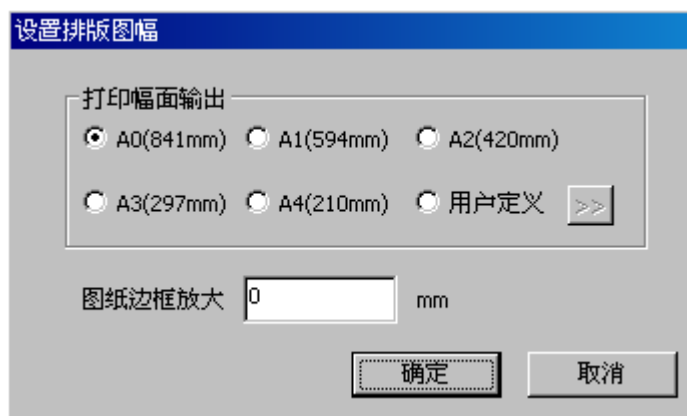 设置排版图幅
打印幅面输出
A0(841mm) A1(594mm) A2(420mm)
A3(297mm) A4(210mm) 用户定义 >>
图纸边框放大 0 mm
确定 取消